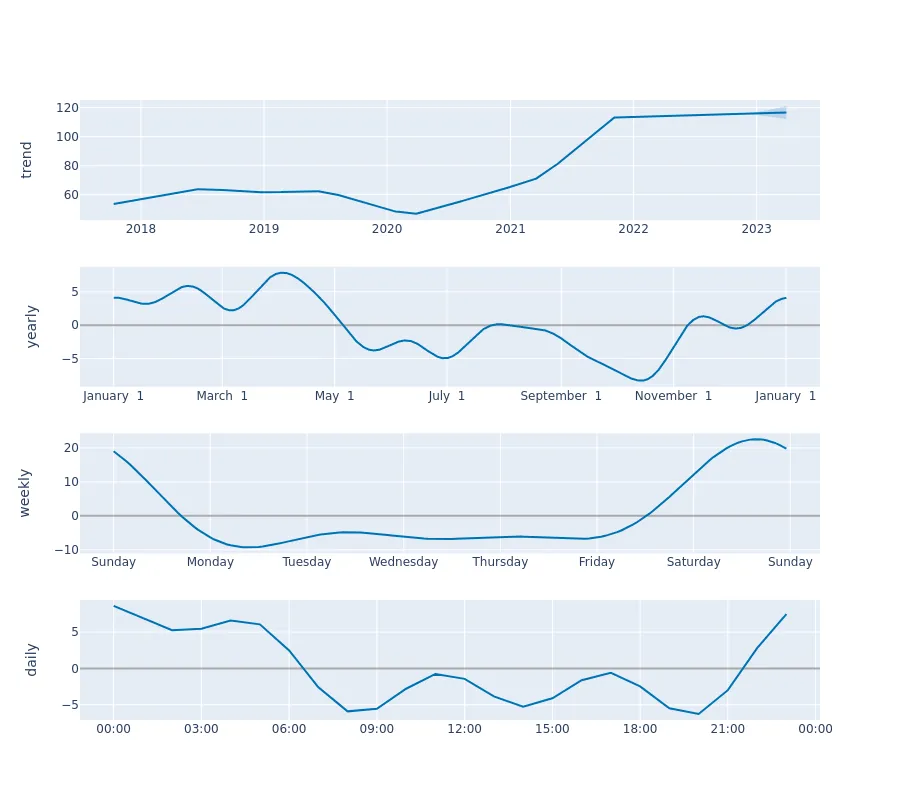 trend
120
100
80
60
2018 2019 2020 2021 2022 2023
yearly
5
0
−5
January 1 March 1 May 1 July 1 September 1 November 1 January 1
weekly
20
10
0
−10
Sunday Monday Tuesday Wednesday Thursday Friday Saturday Sunday
daily
5
0
−5
00:00 03:00 06:00 09:00 12:00 15:00 18:00 21:00 00:00